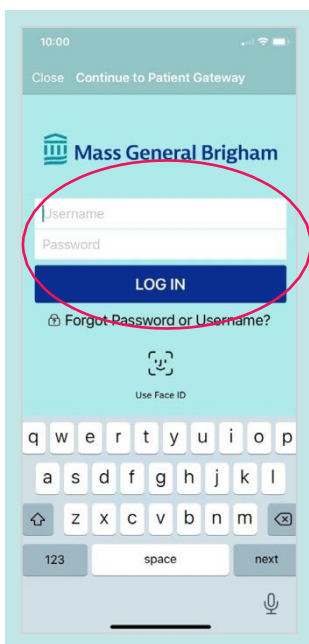 10:00
Close Continue to Patient Gateway
Mass General Brigham
Username
Password
LOG IN
Forgot Password or Username?
Use Face ID
q w e r t y u i o p
a s d f g h j k l
z x c v b n m
123 space next